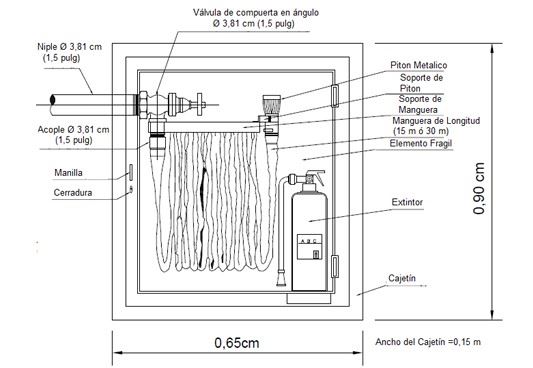 Válvula de compuerta en ángulo
Ø 3,81 cm (1,5 pulg)
Niple Ø 3,81 cm
(1,5 pulg)
Piton Metalico
Soporte de
Piton
Soporte de
Manguera
Manguera de Longitud
(15 m ó 30 m)
Elemento Fragil
Acople Ø 3,81 cm
(1,5 pulg)
Manilla
Cerradura
Extintor
A B C
Cajetín
0,90 cm
0,65cm
Ancho del Cajetín =0,15 m